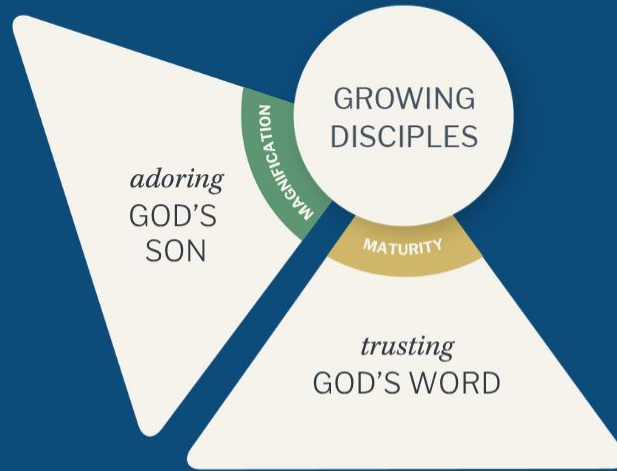 GROWING
DISCIPLES
MAGNIFICATION
adoring
GOD’S
SON
MATURITY
trusting
GOD’S WORD